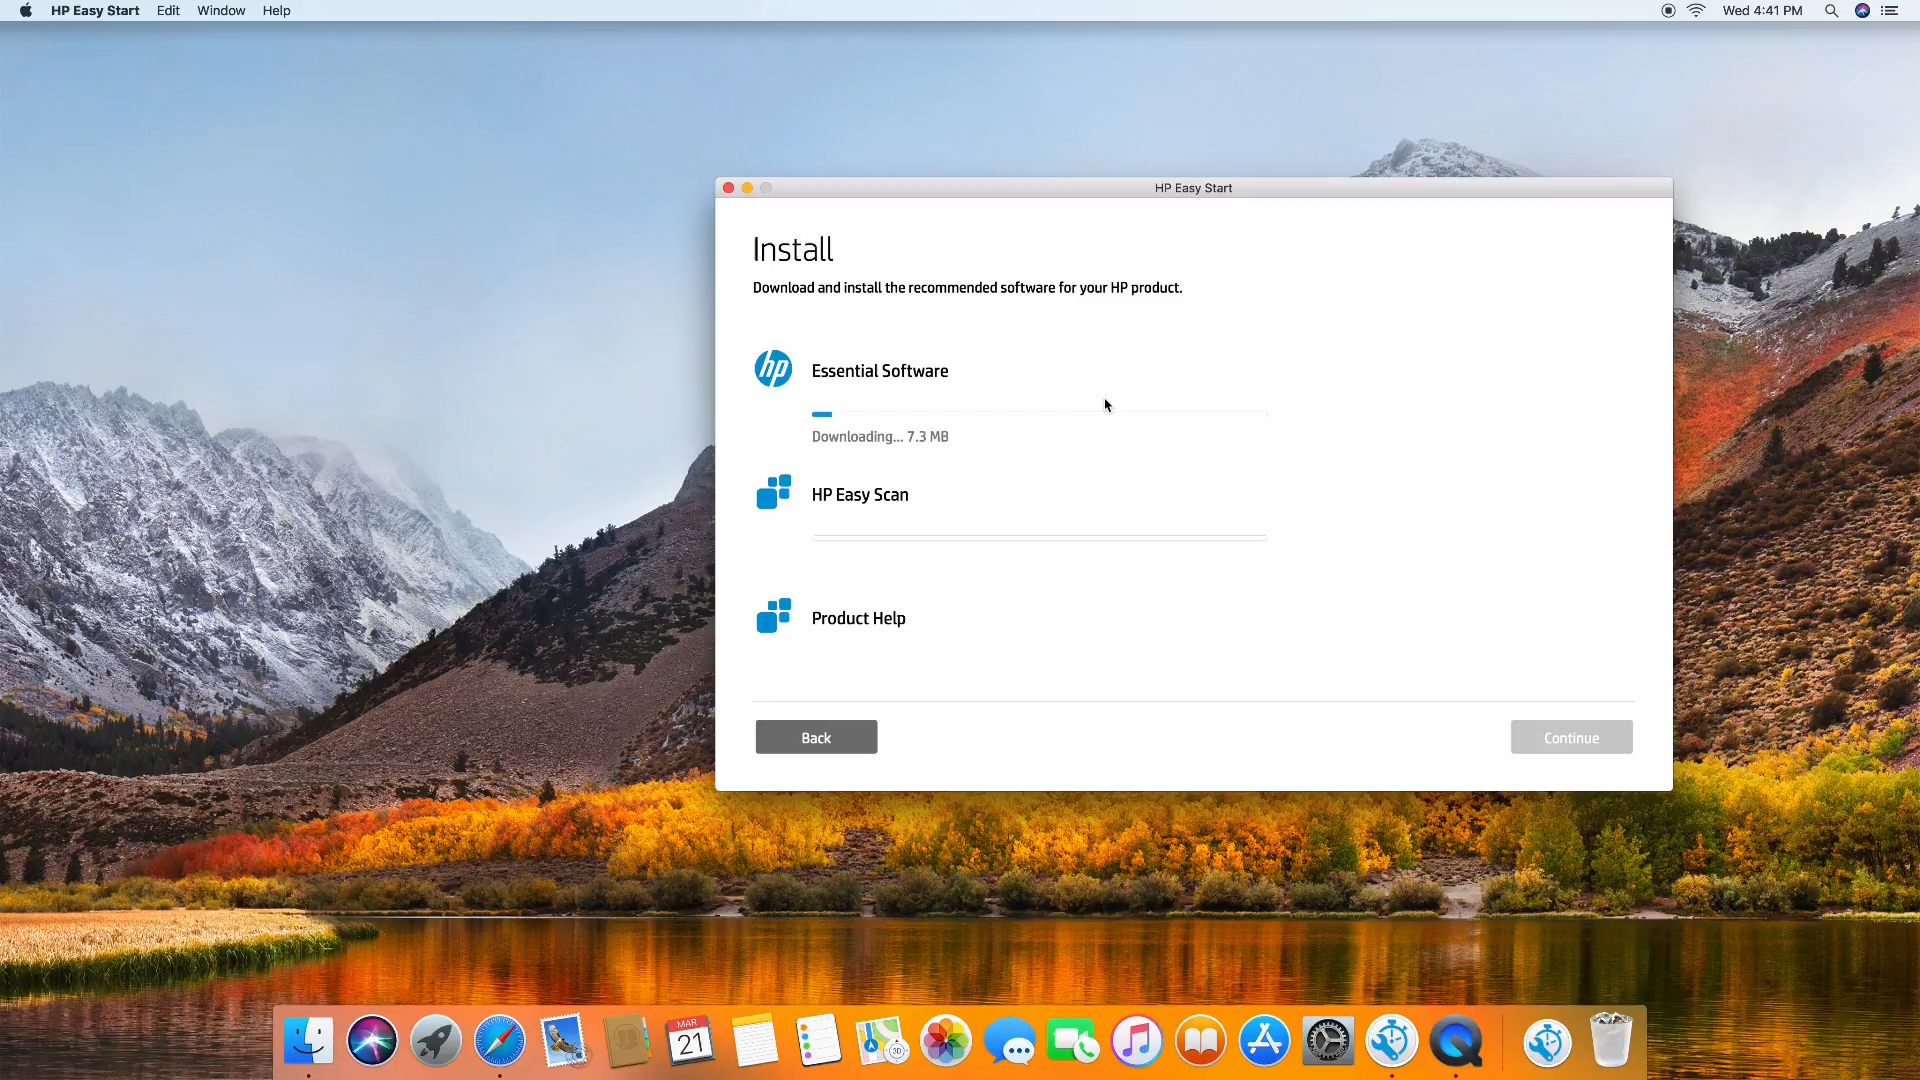 HP Easy Start Edit Window Help Wed 4:41 PM
HP Easy Start
Install
Download and install the recommended software for your HP product.
hp
Essential Software
Downloading... 7.3 MB
HP Easy Scan
Product Help
Back Continue
MAR
21
3D